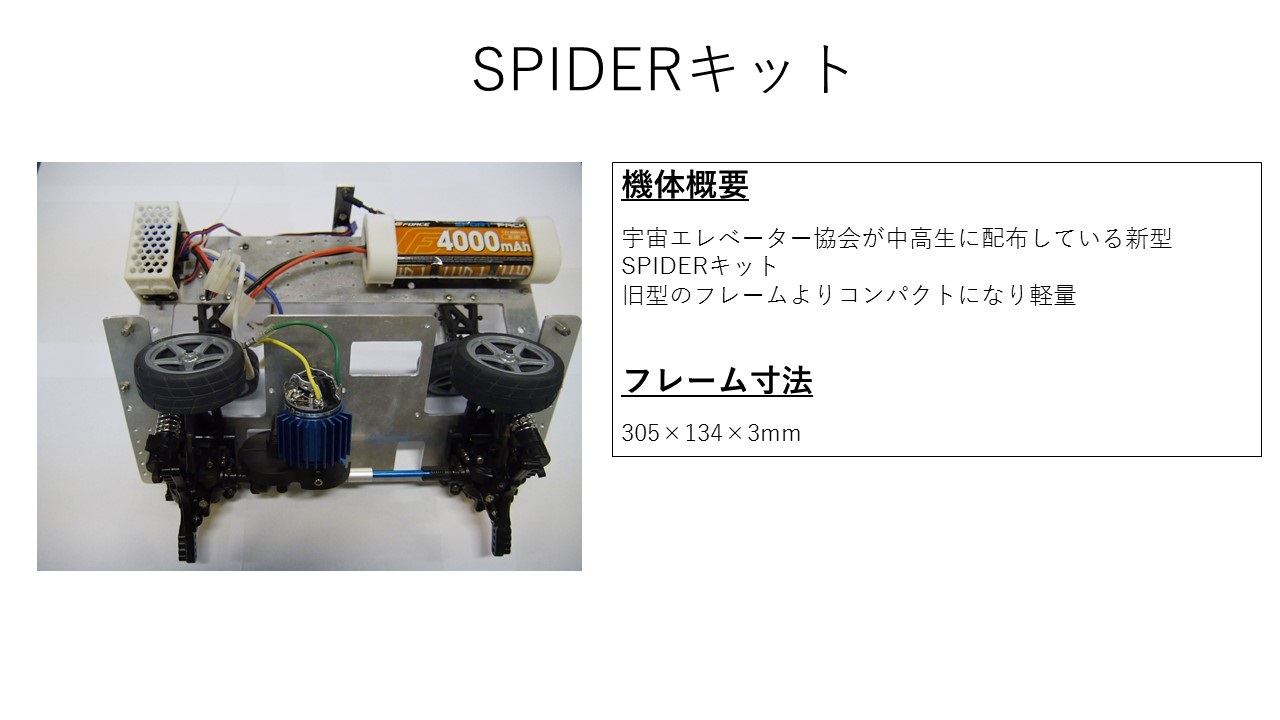 SPIDERキット
FORCE SPORT PACK
4000mAh
機体概要
宇宙エレベーター協会が中高生に配布している新型
SPIDERキット
旧型のフレームよりコンパクトになり軽量
フレーム寸法
305×134×3mm